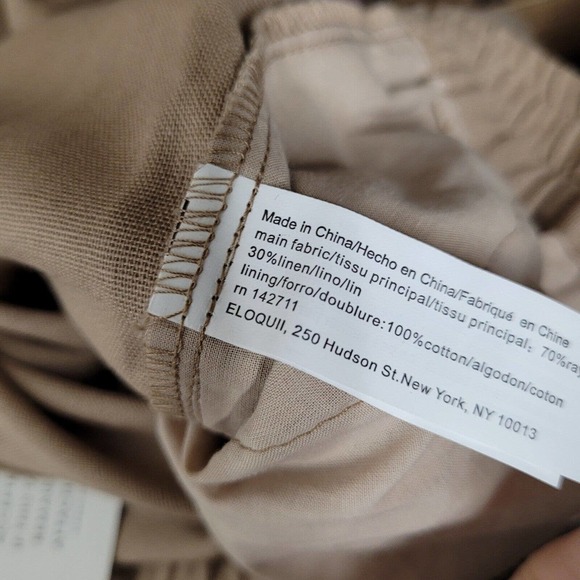 Made in China/Hecho en China/Fabriqué en Chine
main fabric/tissu principal/tissu principal: 70%ra
30%linen/lino/lin
lining/forro/doublure:100%cotton/algodon/coton
rn 142711
ELOQUII, 250 Hudson St.New York, NY 10013